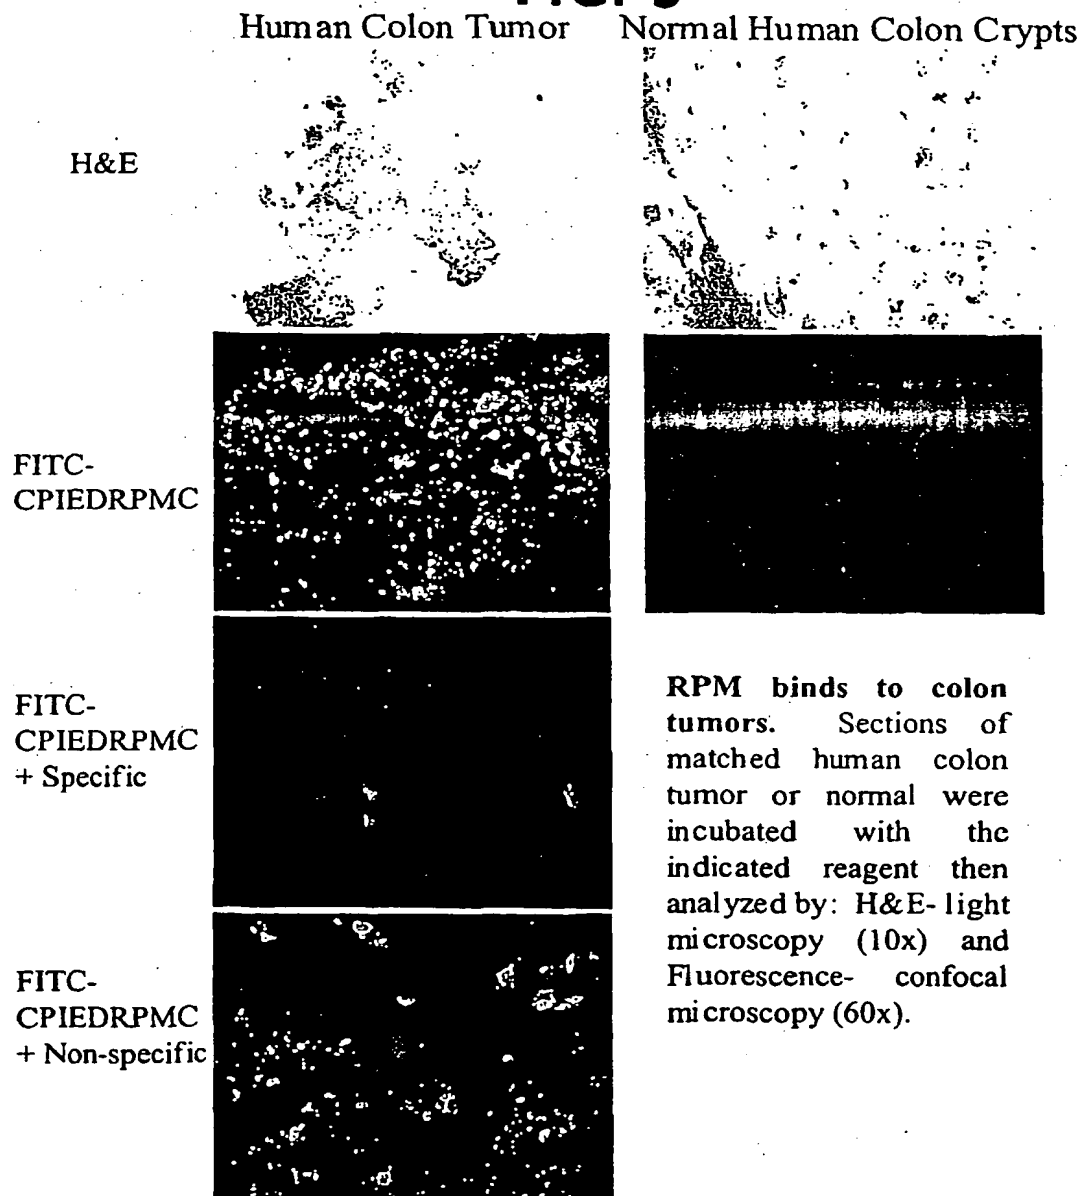 Human Colon Tumor
Normal Human Colon Crypts
H&E
FITC-
CPIEDRPMC
FITC-
CPIEDRPMC
+ Specific
FITC-
CPIEDRPMC
+ Non-specific
RPM binds to colon
tumors. Sections of
matched human colon
tumor or normal were
incubated with the
indicated reagent then
analyzed by: H&E- light
microscopy (10x) and
Fluorescence- confocal
microscopy (60x).